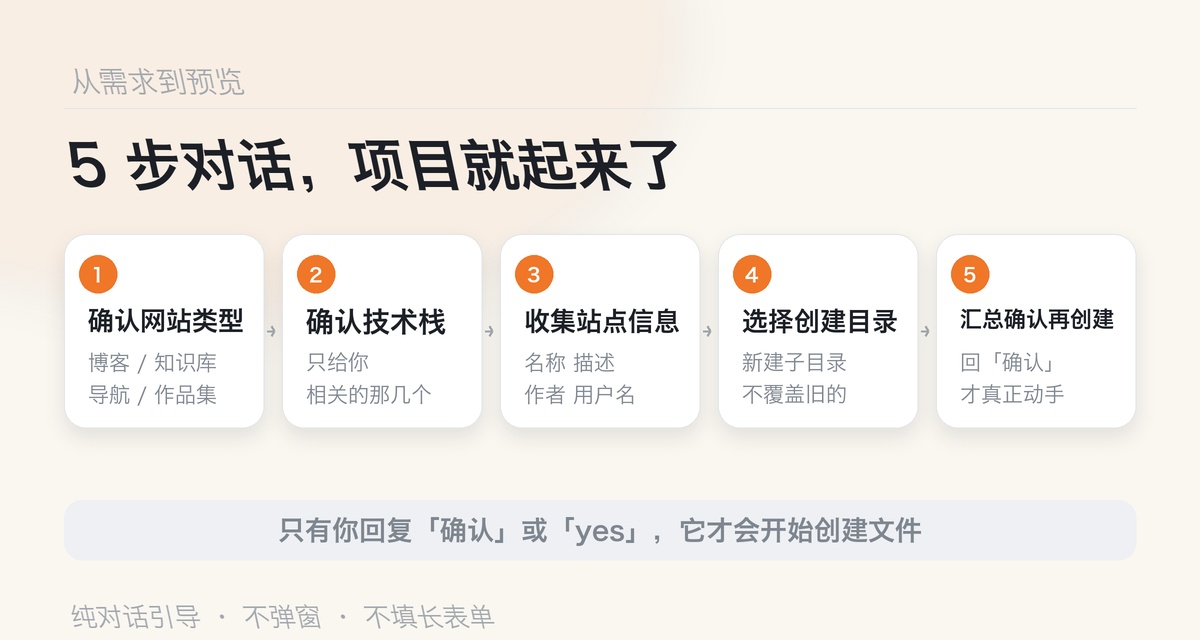 从需求到预览
5 步对话，项目就起来了
1
确认网站类型
博客 / 知识库
导航 / 作品集
2
确认技术栈
只给你
相关的那几个
3
收集站点信息
名称 描述
作者 用户名
4
选择创建目录
新建子目录
不覆盖旧的
5
汇总确认再创建
回「确认」
才真正动手
只有你回复「确认」或「yes」，它才会开始创建文件
纯对话引导 · 不弹窗 · 不填长表单